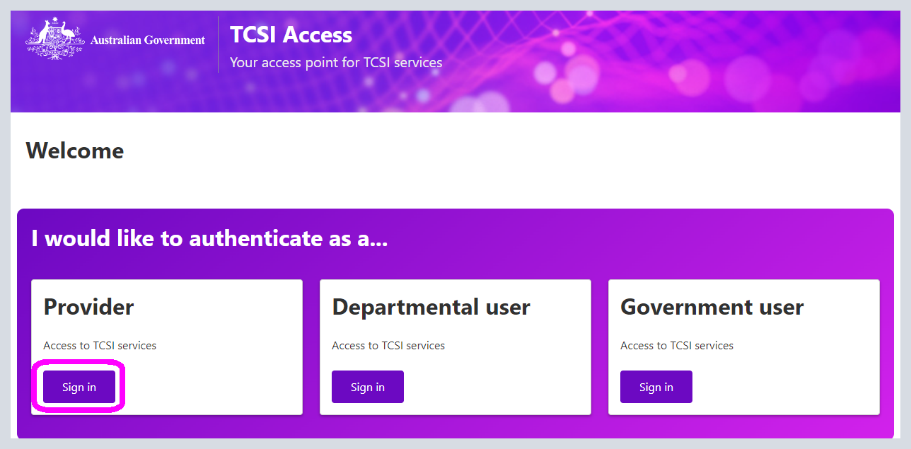 Australian Government
TCSI Access
Your access point for TCSI services
Welcome
I would like to authenticate as a...
Provider
Access to TCSI services
Sign in
Departmental user
Access to TCSI services
Sign in
Government user
Access to TCSI services
Sign in